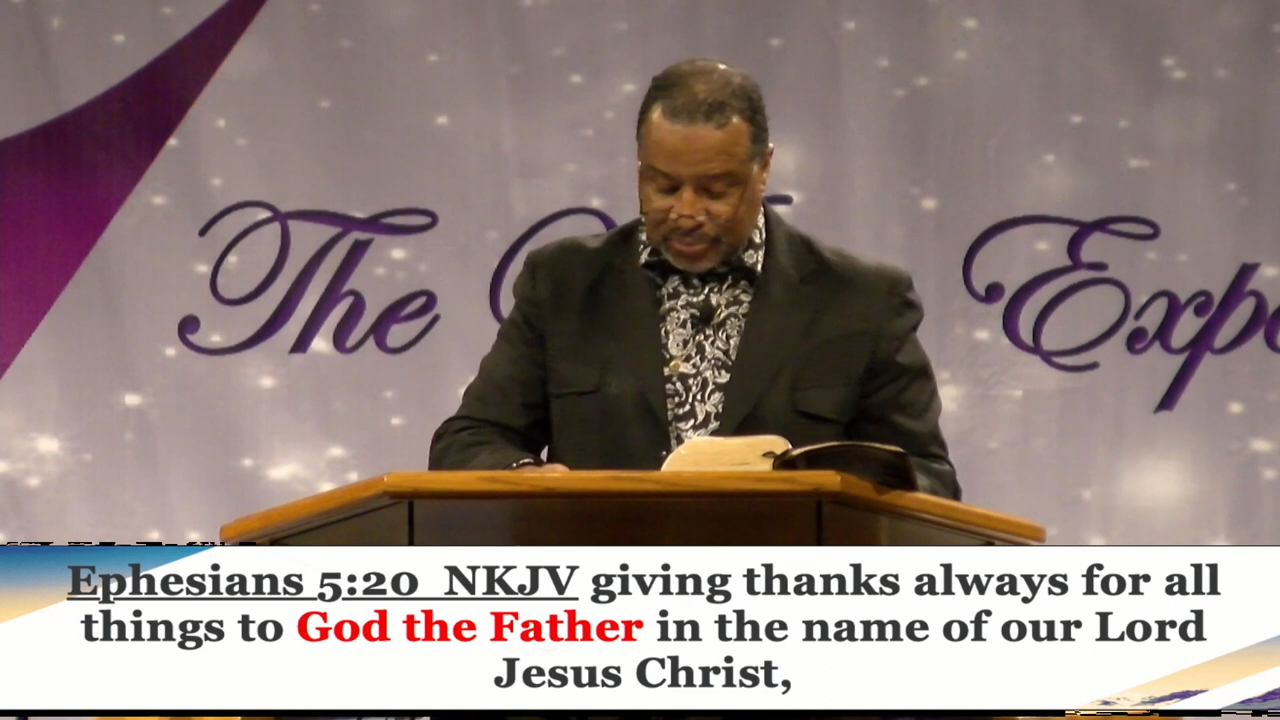 The
Expe
Ephesians 5:20 NKJV giving thanks always for all
things to God the Father in the name of our Lord
Jesus Christ,